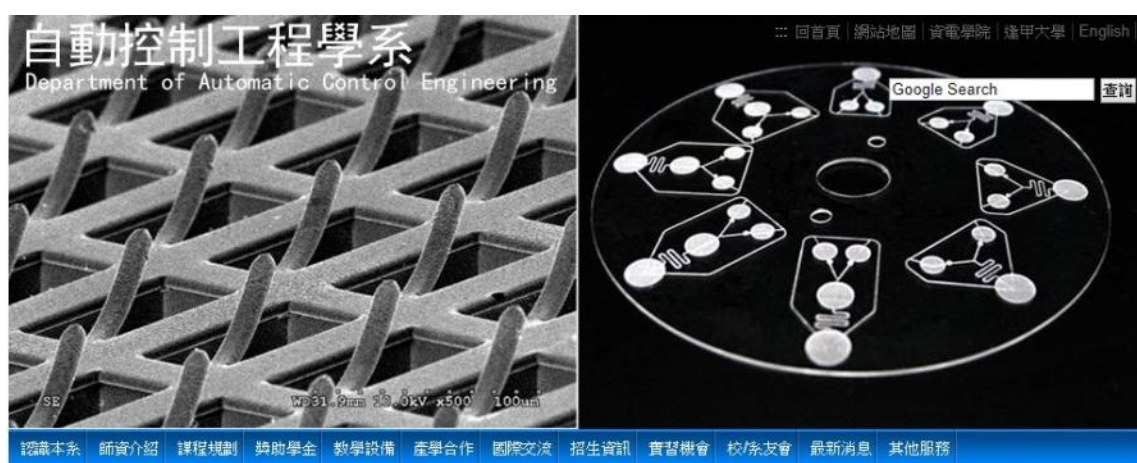 自動控制工程學系
Department of Automatic Control Engineering
::: 回首頁 | 網站地圖 | 資電學院 | 逢甲大學 | English |
Google Search 查詢
SE WD31.9mm 10.0kV x500 100um
認識本系 師資介紹 課程規劃 獎助學金 教學設備 產學合作 國際交流 招生資訊 實習機會 校/系友會 最新消息 其他服務